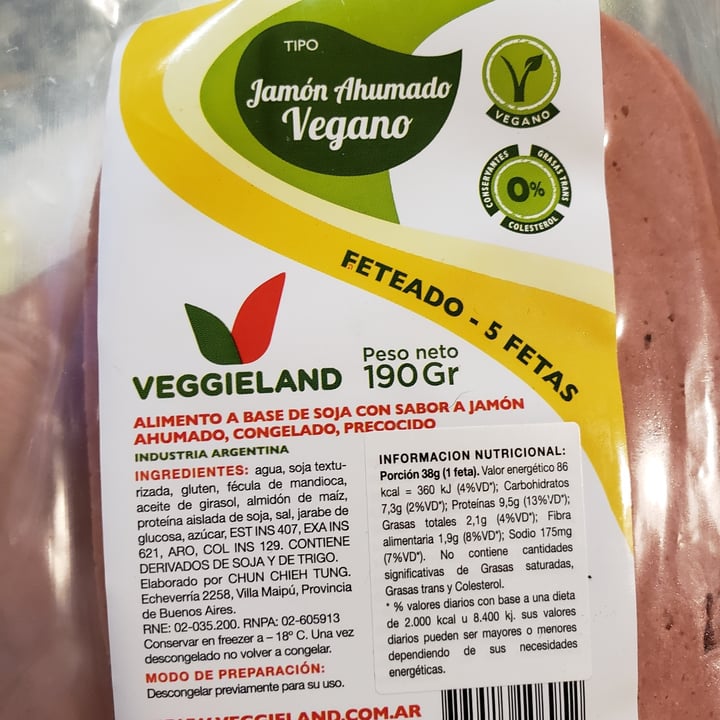 TIPO
Jamón Ahumado
Vegano
VEGANO
CONSERVANTES
GRASAS TRANS
0%
COLESTEROL
FETEADO - 5 FETAS
VEGGIELAND
Peso neto
190Gr
ALIMENTO A BASE DE SOJA CON SABOR A JAMÓN
AHUMADO, CONGELADO, PRECOCIDO
INDUSTRIA ARGENTINA
INGREDIENTES: agua, soja textu-
rizada, gluten, fécula de mandioca,
aceite de girasol, almidón de maíz,
proteína aislada de soja, sal, jarabe de
glucosa, azúcar, EST INS 407, EXA INS
621, ARO, COL INS 129. CONTIENE
DERIVADOS DE SOJA Y DE TRIGO.
Elaborado por CHUN CHIEH TUNG.
Echeverría 2258, Villa Maipú, Provincia
de Buenos Aires.
RNE: 02-035.200. RNPA: 02-605913
Conservar en freezer a – 18º C. Una vez
descongelado no volver a congelar.
MODO DE PREPARACIÓN:
Descongelar previamente para su uso.
WWW.VEGGIELAND.COM.AR
INFORMACION NUTRICIONAL:
Porción 38g (1 feta). Valor energético 86
kcal = 360 kJ (4%VD*); Carbohidratos
7,3g (2%VD*); Proteínas 9,5g (13%VD*);
Grasas totales 2,1g (4%VD*); Fibra
alimentaria 1,9g (8%VD*); Sodio 175mg
(7%VD*). No contiene cantidades
significativas de Grasas saturadas,
Grasas trans y Colesterol.
* % valores diarios con base a una dieta
de 2.000 kcal u 8.400 kj. sus valores
diarios pueden ser mayores o menores
dependiendo de sus necesidades
energéticas.